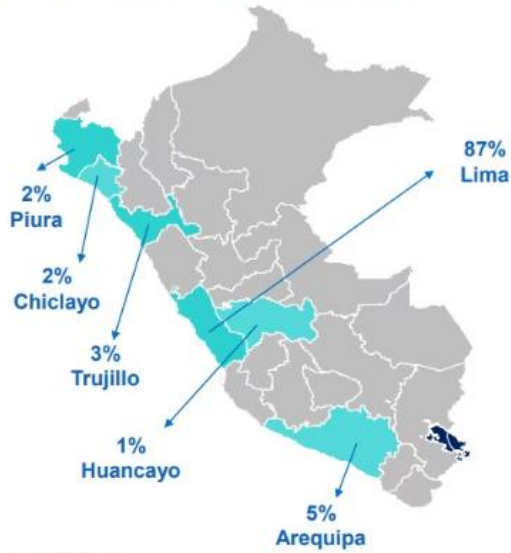 87%
Lima
2%
Piura
2%
Chiclayo
3%
Trujillo
1%
Huancayo
5%
Arequipa